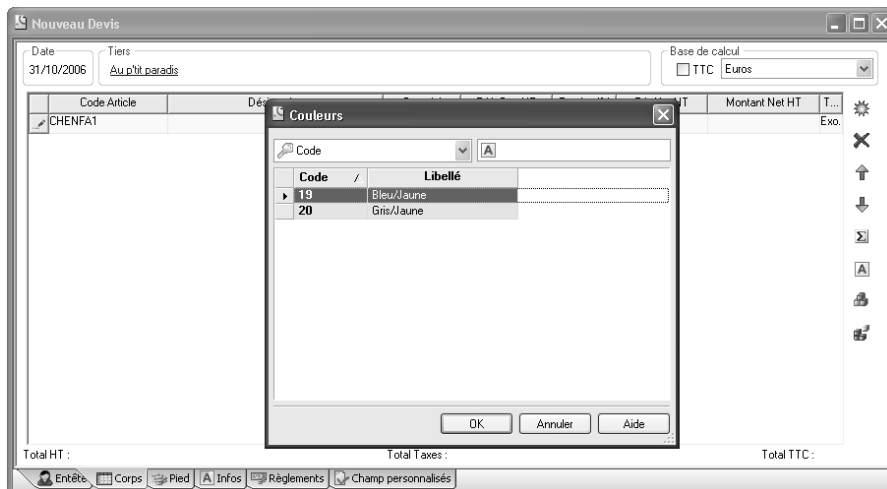 Nouveau Devis
Date
Tiers
Base de calcul
31/10/2006
Au p'tit paradis
TTC
Euros
Code Article
Montant Net HT
T...
CHENFA1
Exo.
Couleurs
Code
A
Code
Libellé
19
Bleu/Jaune
20
Gris/Jaune
Σ
A
OK
Annuler
Aide
Total HT :
Total Taxes :
Total TTC :
Entête
Corps
Pied
A Infos
Règlements
Champ personnalisés